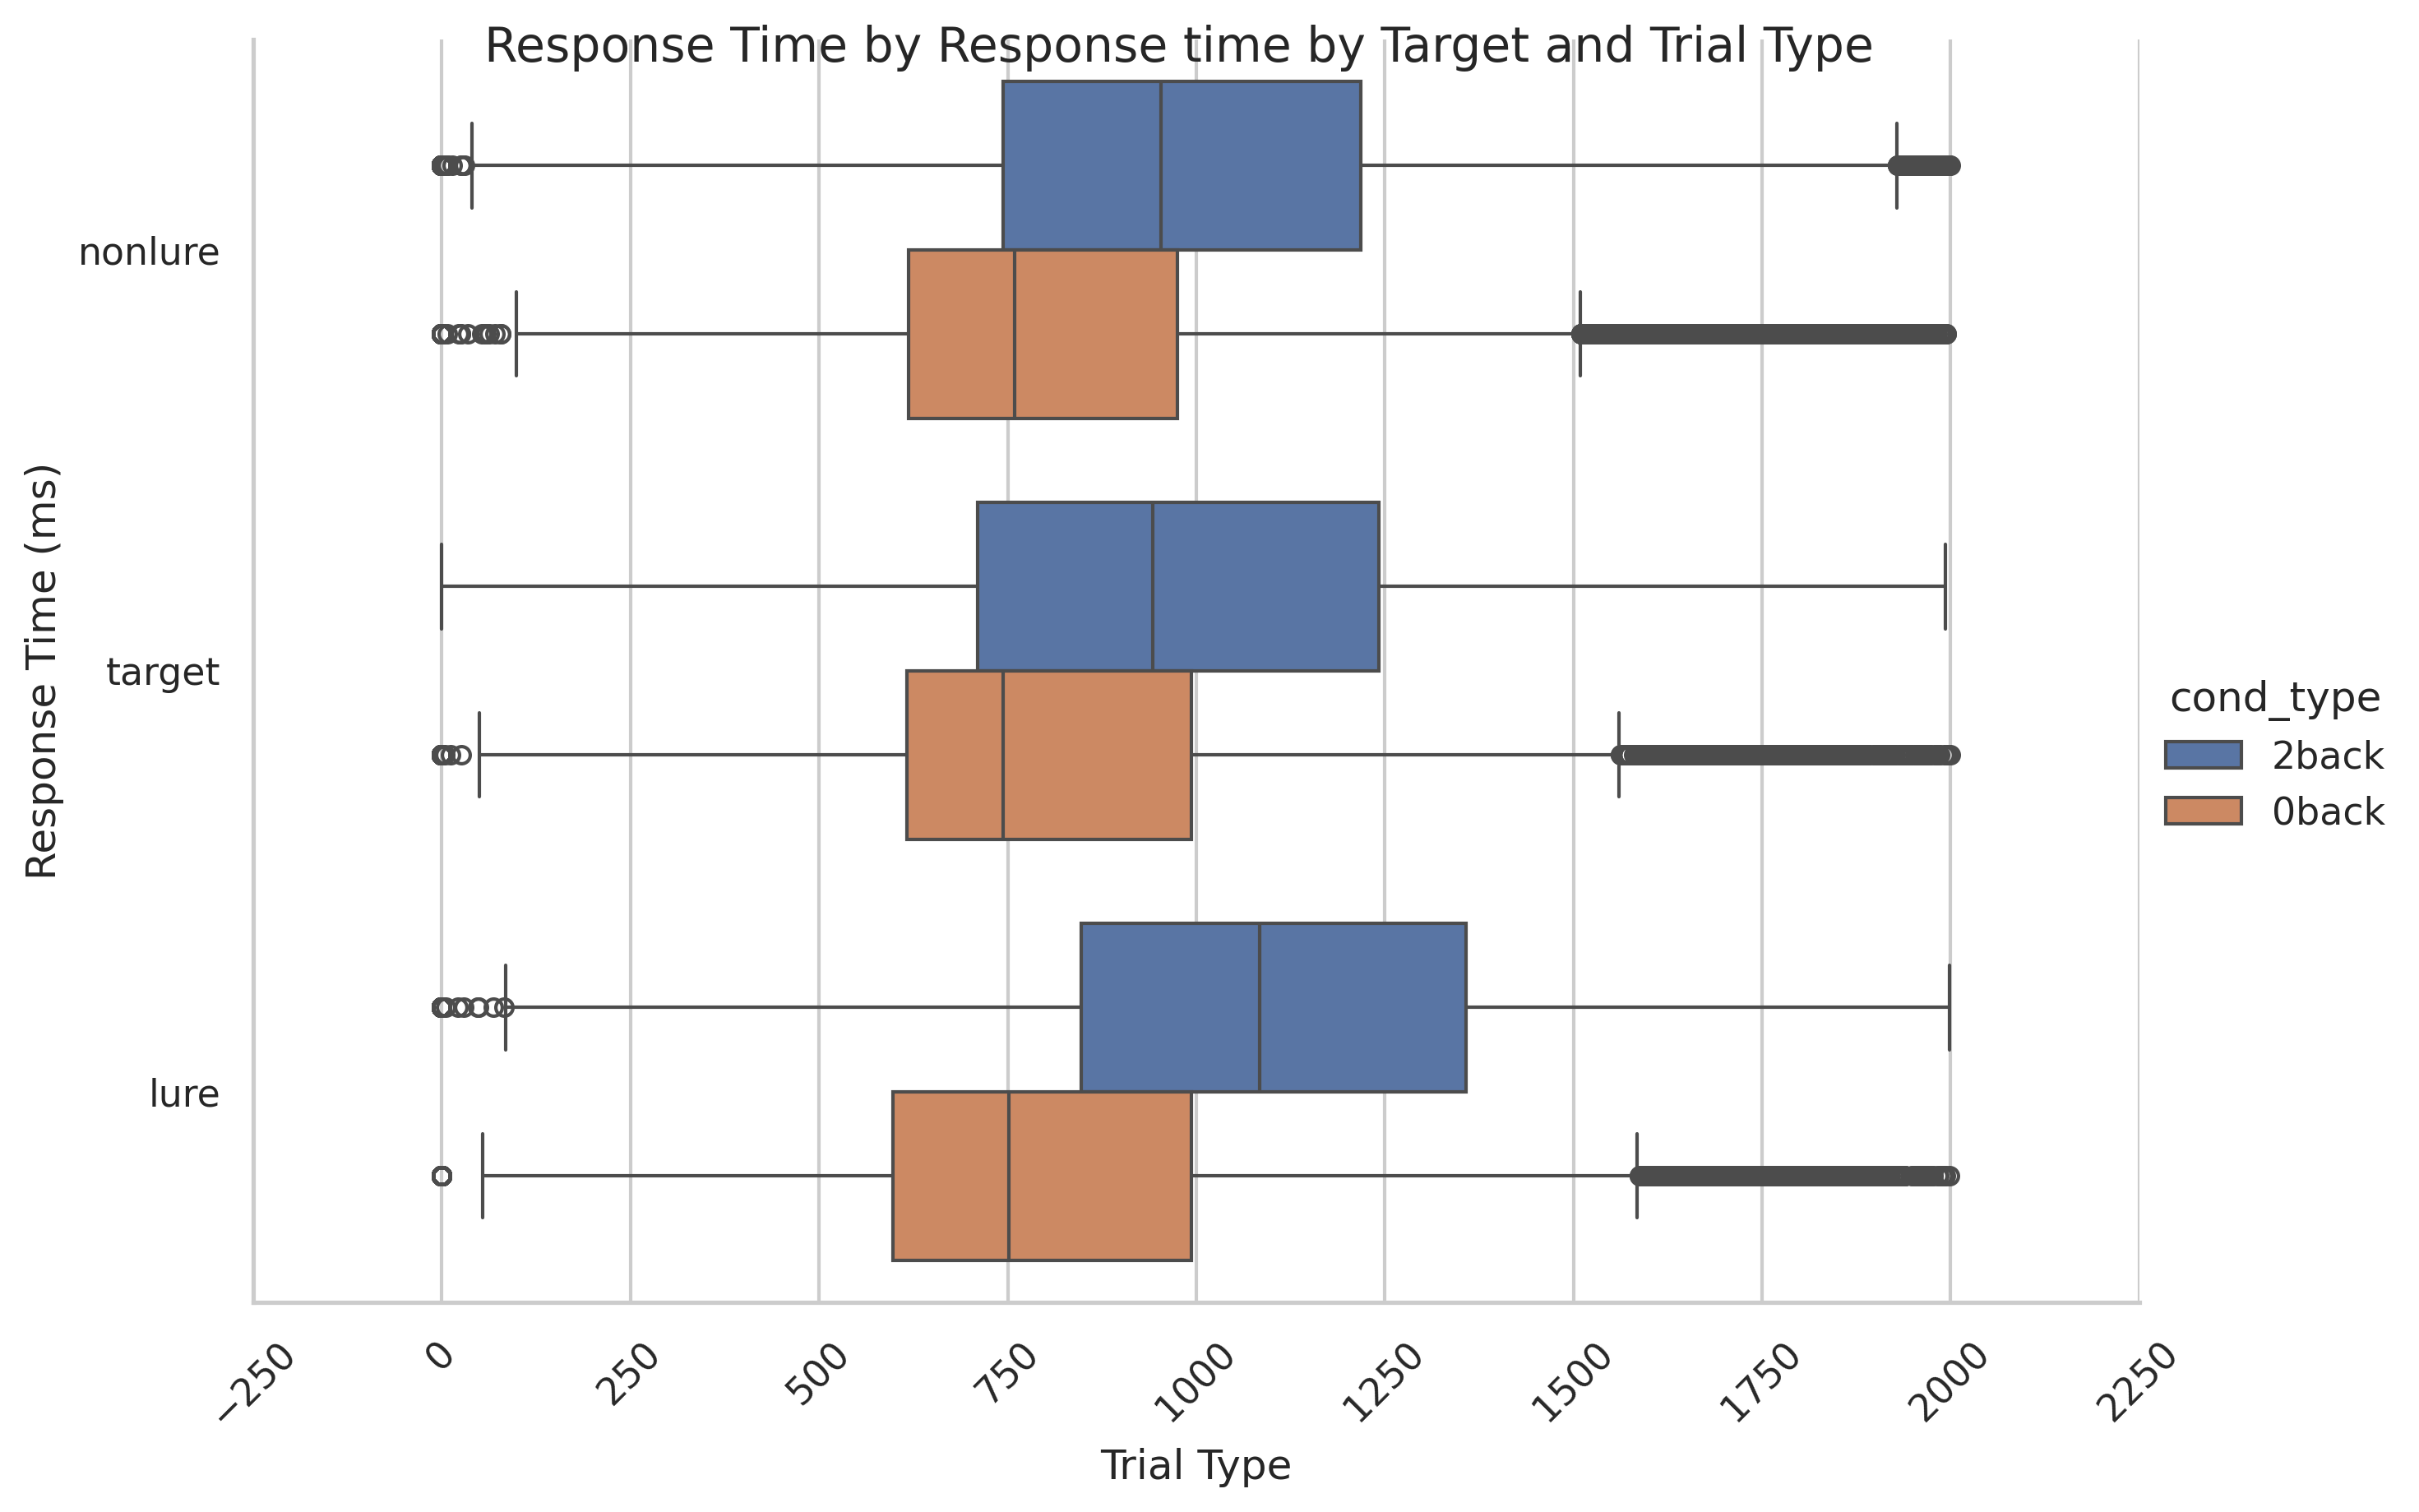 Response Time by Response time by Target and Trial Type
Response Time (ms)
nonlure
target
lure
cond_type
2back
0back
−250
0
250
500
750
1000
1250
1500
1750
2000
2250
Trial Type